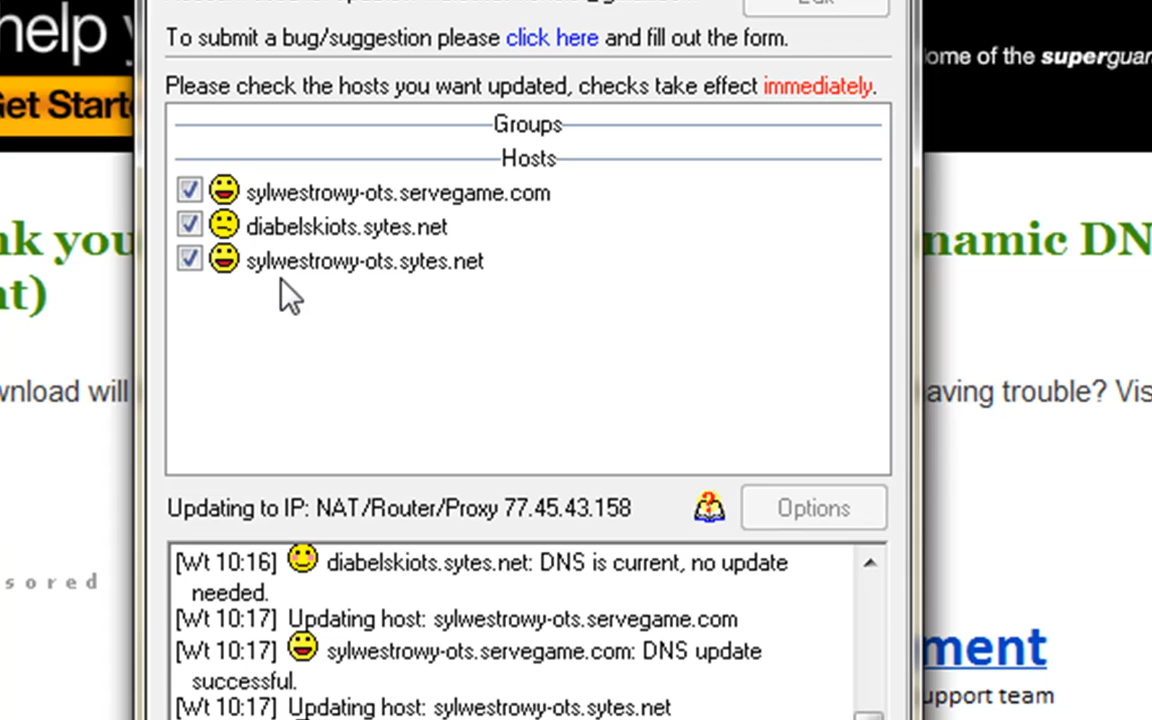 help
ome of the superguar
To submit a bug/suggestion please click here and fill out the form.
Get Starte
Please check the hosts you want updated, checks take effect immediately.
Groups
Hosts
sylwestrowy-ots.servegame.com
diabelskiots.sytes.net
sylwestrowy-ots.sytes.net
nk you
namic DN
nt)
wnload will
aving trouble? Vis
Updating to IP: NAT/Router/Proxy 77.45.43.158
Options
[Wt 10:16] diabelskiots.sytes.net: DNS is current, no update
needed.
sored
[Wt 10:17] Updating host: sylwestrowy-ots.servegame.com
[Wt 10:17] sylwestrowy-ots.servegame.com: DNS update
successful.
[Wt 10:17] Updating host: sylwestrowy-ots.sytes.net
ment
upport team